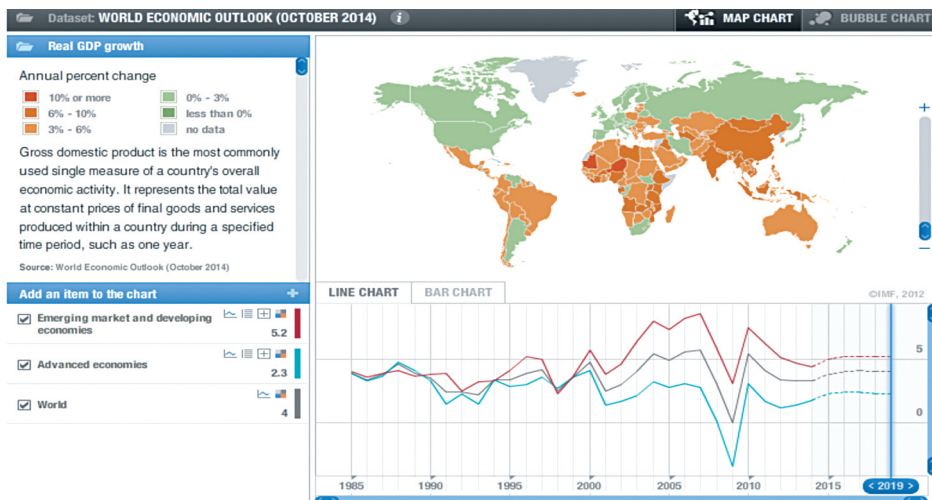 Dataset: WORLD ECONOMIC OUTLOOK (OCTOBER 2014) i
MAP CHART
BUBBLE CHART
Real GDP growth
Annual percent change
10% or more
6% - 10%
3% - 6%
0% - 3%
less than 0%
no data
Gross domestic product is the most commonly
used single measure of a country's overall
economic activity. It represents the total value
at constant prices of final goods and services
produced within a country during a specified
time period, such as one year.
Source: World Economic Outlook (October 2014)
Add an item to the chart +
Emerging market and developing
economies
5.2
Advanced economies
2.3
World
4
+
−
LINE CHART
BAR CHART
©IMF, 2012
5
0
1985 1990 1995 2000 2005 2010 2015 < 2019 >